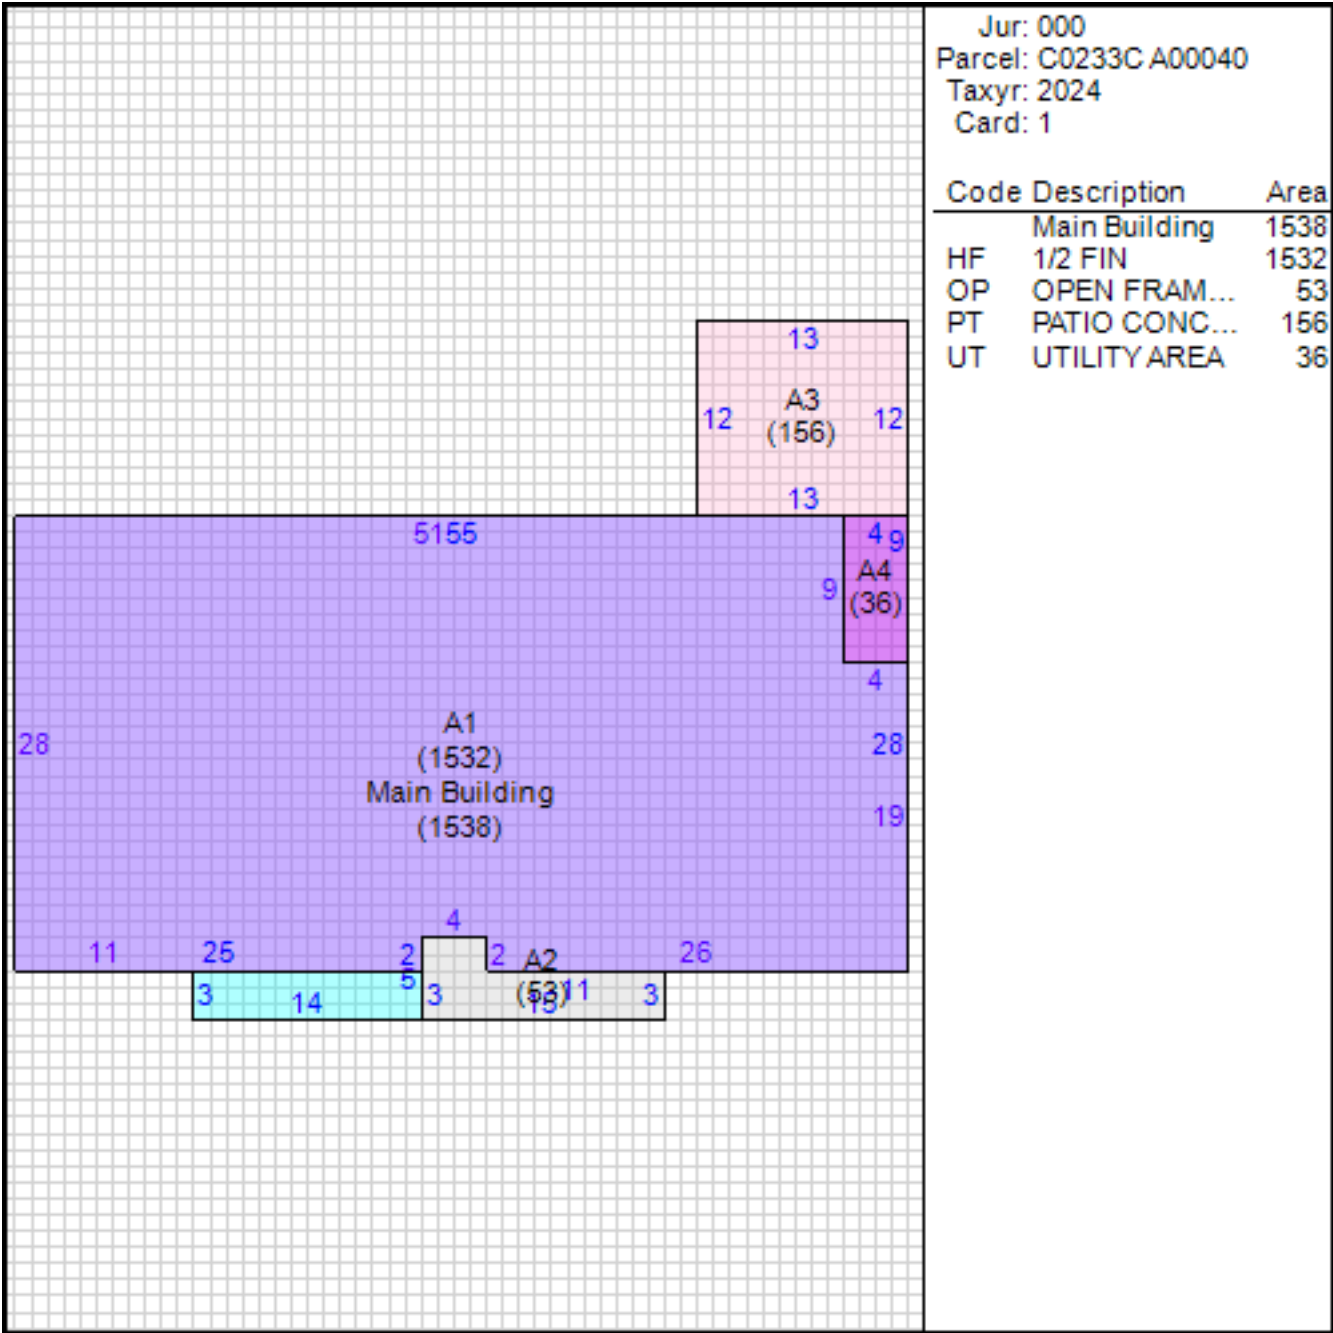 Jur: 000
Parcel: C0233C A00040
Taxyr: 2024
Card: 1
Code Description Area
Main Building 1538
HF 1/2 FIN 1532
OP OPEN FRAM... 53
PT PATIO CONC... 156
UT UTILITY AREA 36
13
A3
12 12
(156)
13
5155 4 9
A4
9 (36)
4
A1
28 28
(1532)
Main Building
19
(1538)
4
11 25 2 2 A2 26
5
3 14 3 (53) 11 3
15